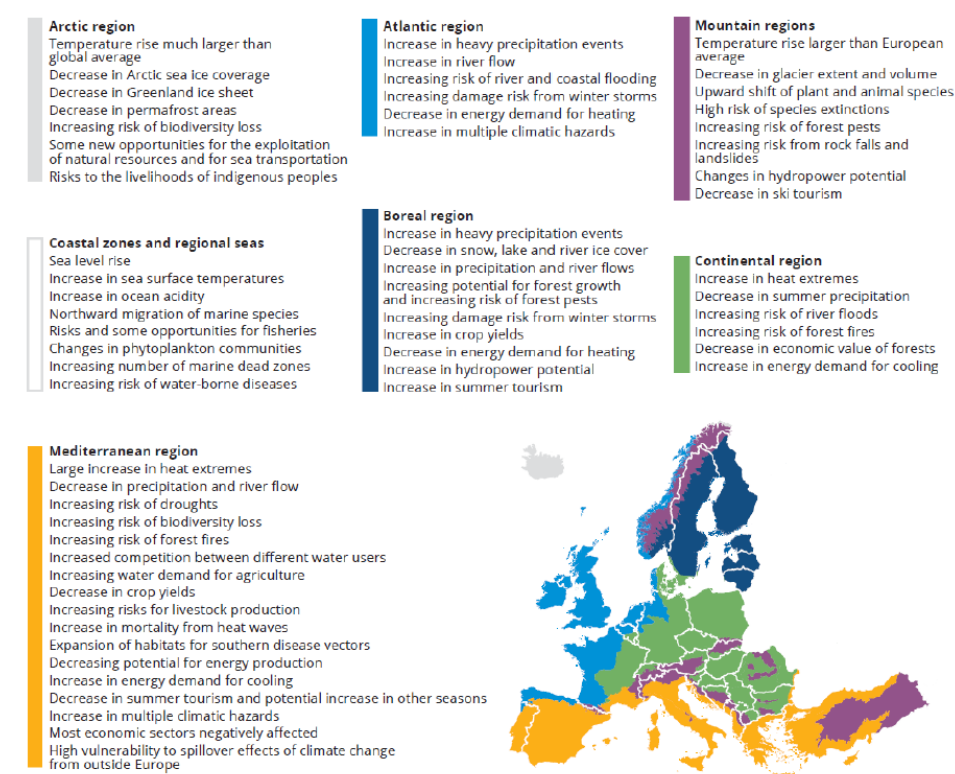 Arctic region
Temperature rise much larger than
global average
Decrease in Arctic sea ice coverage
Decrease in Greenland ice sheet
Decrease in permafrost areas
Increasing risk of biodiversity loss
Some new opportunities for the exploitation
of natural resources and for sea transportation
Risks to the livelihoods of indigenous peoples
Atlantic region
Increase in heavy precipitation events
Increase in river flow
Increasing risk of river and coastal flooding
Increasing damage risk from winter storms
Decrease in energy demand for heating
Increase in multiple climatic hazards
Mountain regions
Temperature rise larger than European
average
Decrease in glacier extent and volume
Upward shift of plant and animal species
High risk of species extinctions
Increasing risk of forest pests
Increasing risk from rock falls and
landslides
Changes in hydropower potential
Decrease in ski tourism
Coastal zones and regional seas
Sea level rise
Increase in sea surface temperatures
Increase in ocean acidity
Northward migration of marine species
Risks and some opportunities for fisheries
Changes in phytoplankton communities
Increasing number of marine dead zones
Increasing risk of water-borne diseases
Boreal region
Increase in heavy precipitation events
Decrease in snow, lake and river ice cover
Increase in precipitation and river flows
Increasing potential for forest growth
and increasing risk of forest pests
Increasing damage risk from winter storms
Increase in crop yields
Decrease in energy demand for heating
Increase in hydropower potential
Increase in summer tourism
Continental region
Increase in heat extremes
Decrease in summer precipitation
Increasing risk of river floods
Increasing risk of forest fires
Decrease in economic value of forests
Increase in energy demand for cooling
Mediterranean region
Large increase in heat extremes
Decrease in precipitation and river flow
Increasing risk of droughts
Increasing risk of biodiversity loss
Increasing risk of forest fires
Increased competition between different water users
Increasing water demand for agriculture
Decrease in crop yields
Increasing risks for livestock production
Increase in mortality from heat waves
Expansion of habitats for southern disease vectors
Decreasing potential for energy production
Increase in energy demand for cooling
Decrease in summer tourism and potential increase in other seasons
Increase in multiple climatic hazards
Most economic sectors negatively affected
High vulnerability to spillover effects of climate change
from outside Europe